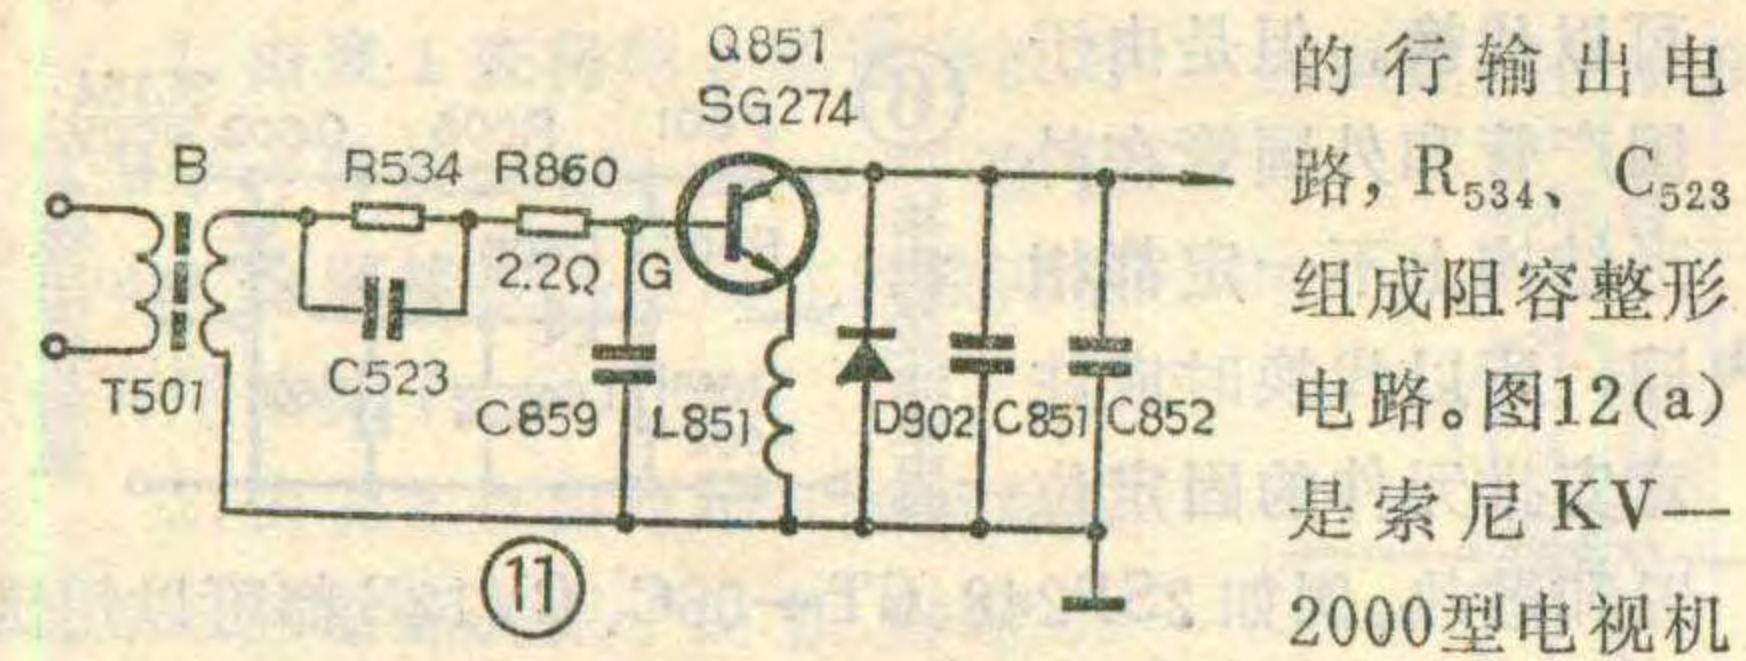 Q851
SG274
B
R534
R860
2.2Ω
G
C523
T501
C859
L851
D902
C851
C852
11
的行输出电
路，R₅₃₄、C₅₂₃
组成阻容整形
电路。图12(a)
是索尼KV—
2000型电视机